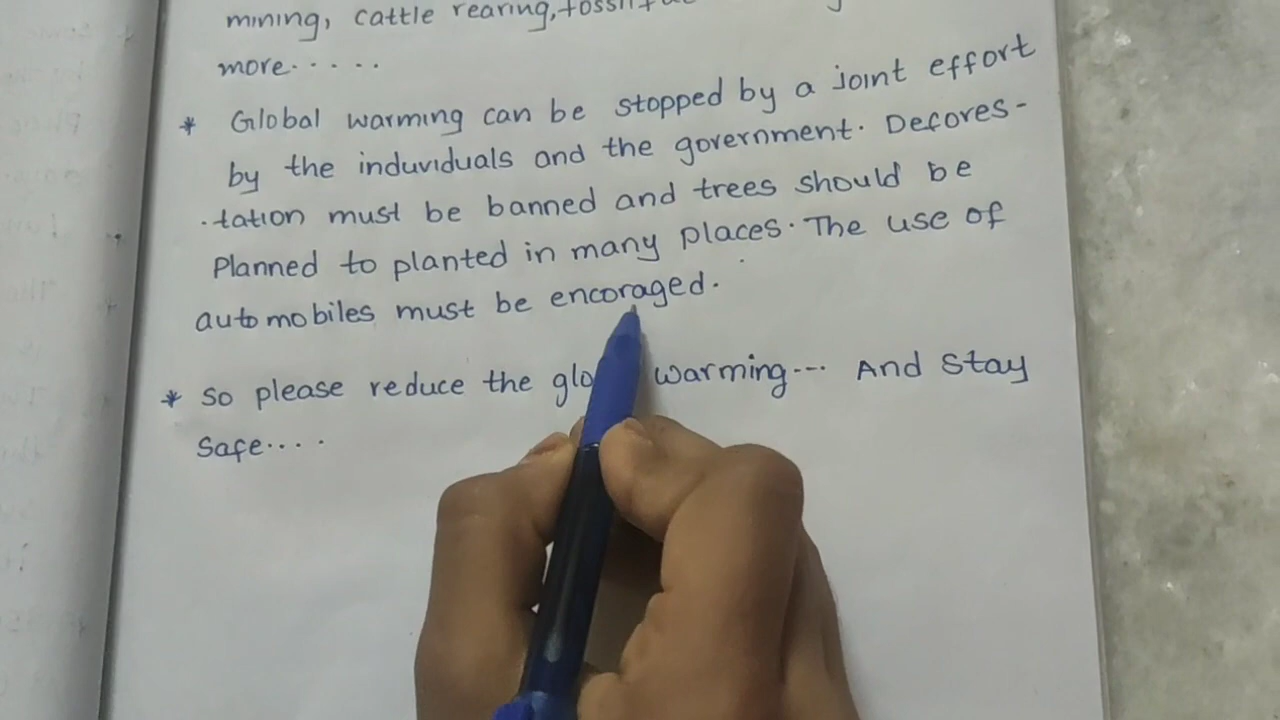 mining, cattle rearing,
more.....
* Global warming can be stopped by a joint effort
by the induviduals and the government. Defores-
.tation must be banned and trees should be
Planned to planted in many places. The use of
automobiles must be encoraged.
* So please reduce the warming... And Stay
Safe....